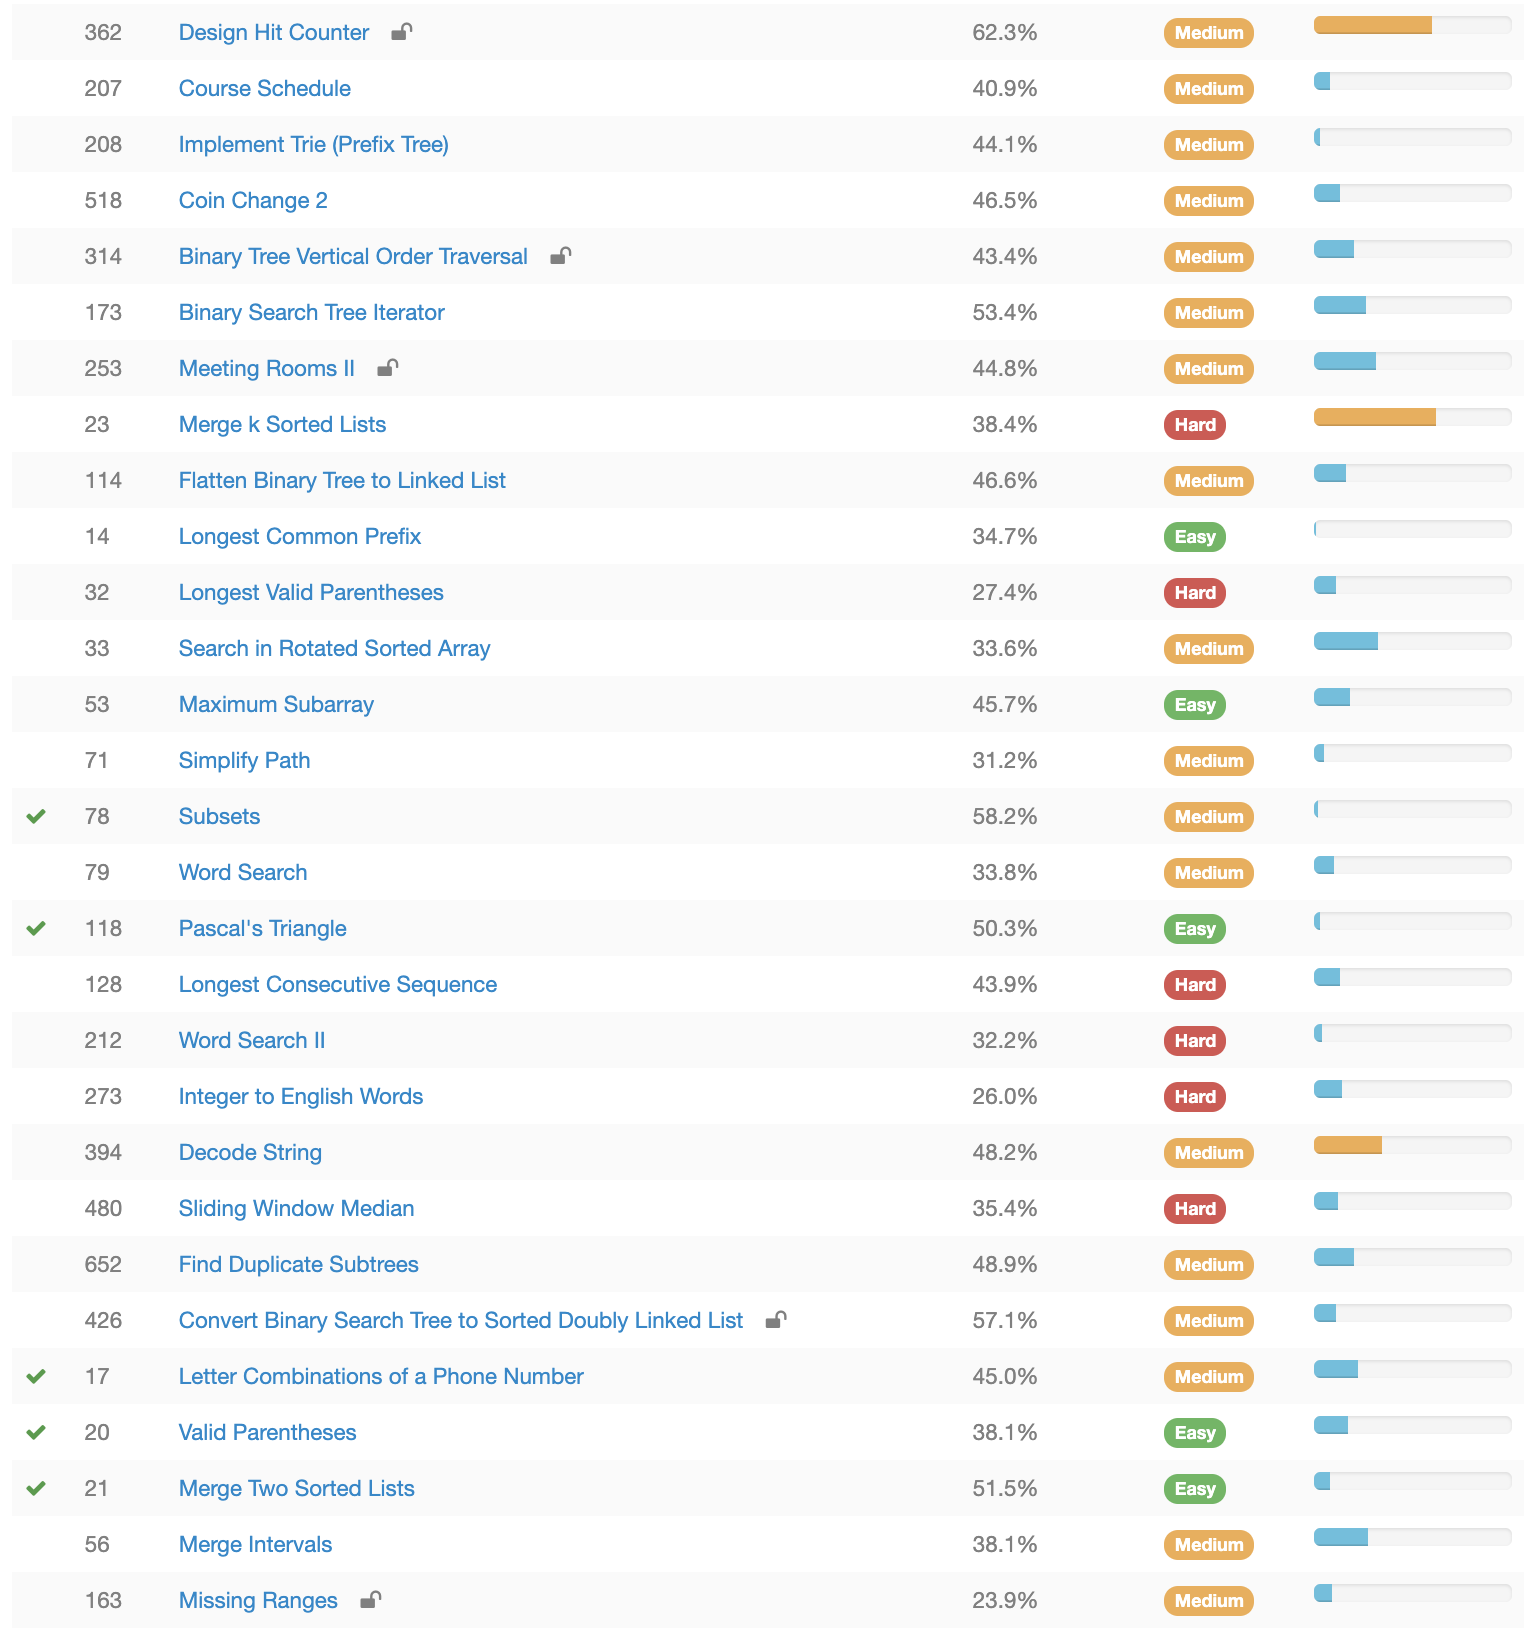 362 Design Hit Counter 62.3% Medium
207 Course Schedule 40.9% Medium
208 Implement Trie (Prefix Tree) 44.1% Medium
518 Coin Change 2 46.5% Medium
314 Binary Tree Vertical Order Traversal 43.4% Medium
173 Binary Search Tree Iterator 53.4% Medium
253 Meeting Rooms II 44.8% Medium
23 Merge k Sorted Lists 38.4% Hard
114 Flatten Binary Tree to Linked List 46.6% Medium
14 Longest Common Prefix 34.7% Easy
32 Longest Valid Parentheses 27.4% Hard
33 Search in Rotated Sorted Array 33.6% Medium
53 Maximum Subarray 45.7% Easy
71 Simplify Path 31.2% Medium
78 Subsets 58.2% Medium
79 Word Search 33.8% Medium
118 Pascal's Triangle 50.3% Easy
128 Longest Consecutive Sequence 43.9% Hard
212 Word Search II 32.2% Hard
273 Integer to English Words 26.0% Hard
394 Decode String 48.2% Medium
480 Sliding Window Median 35.4% Hard
652 Find Duplicate Subtrees 48.9% Medium
426 Convert Binary Search Tree to Sorted Doubly Linked List 57.1% Medium
17 Letter Combinations of a Phone Number 45.0% Medium
20 Valid Parentheses 38.1% Easy
21 Merge Two Sorted Lists 51.5% Easy
56 Merge Intervals 38.1% Medium
163 Missing Ranges 23.9% Medium